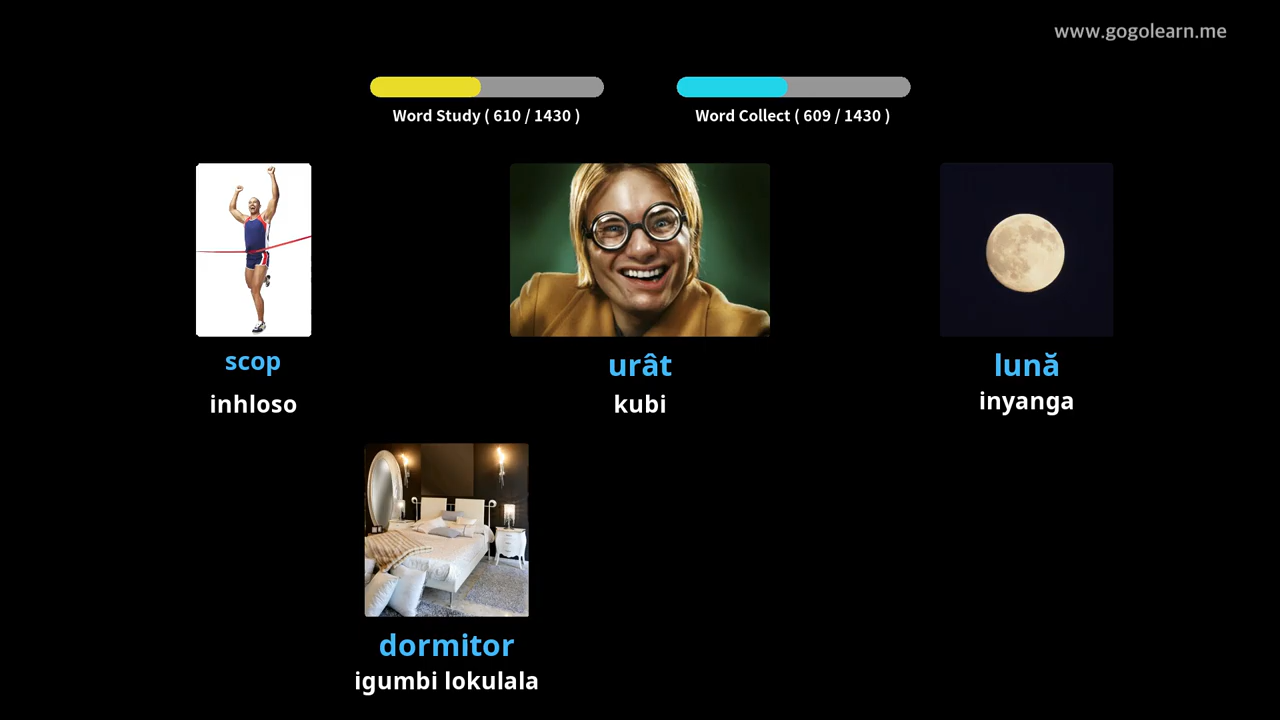 www.gogolearn.me
Word Study ( 610 / 1430 )
Word Collect ( 609 / 1430 )
scop
inhloso
urât
kubi
lună
inyanga
dormitor
igumbi lokulala